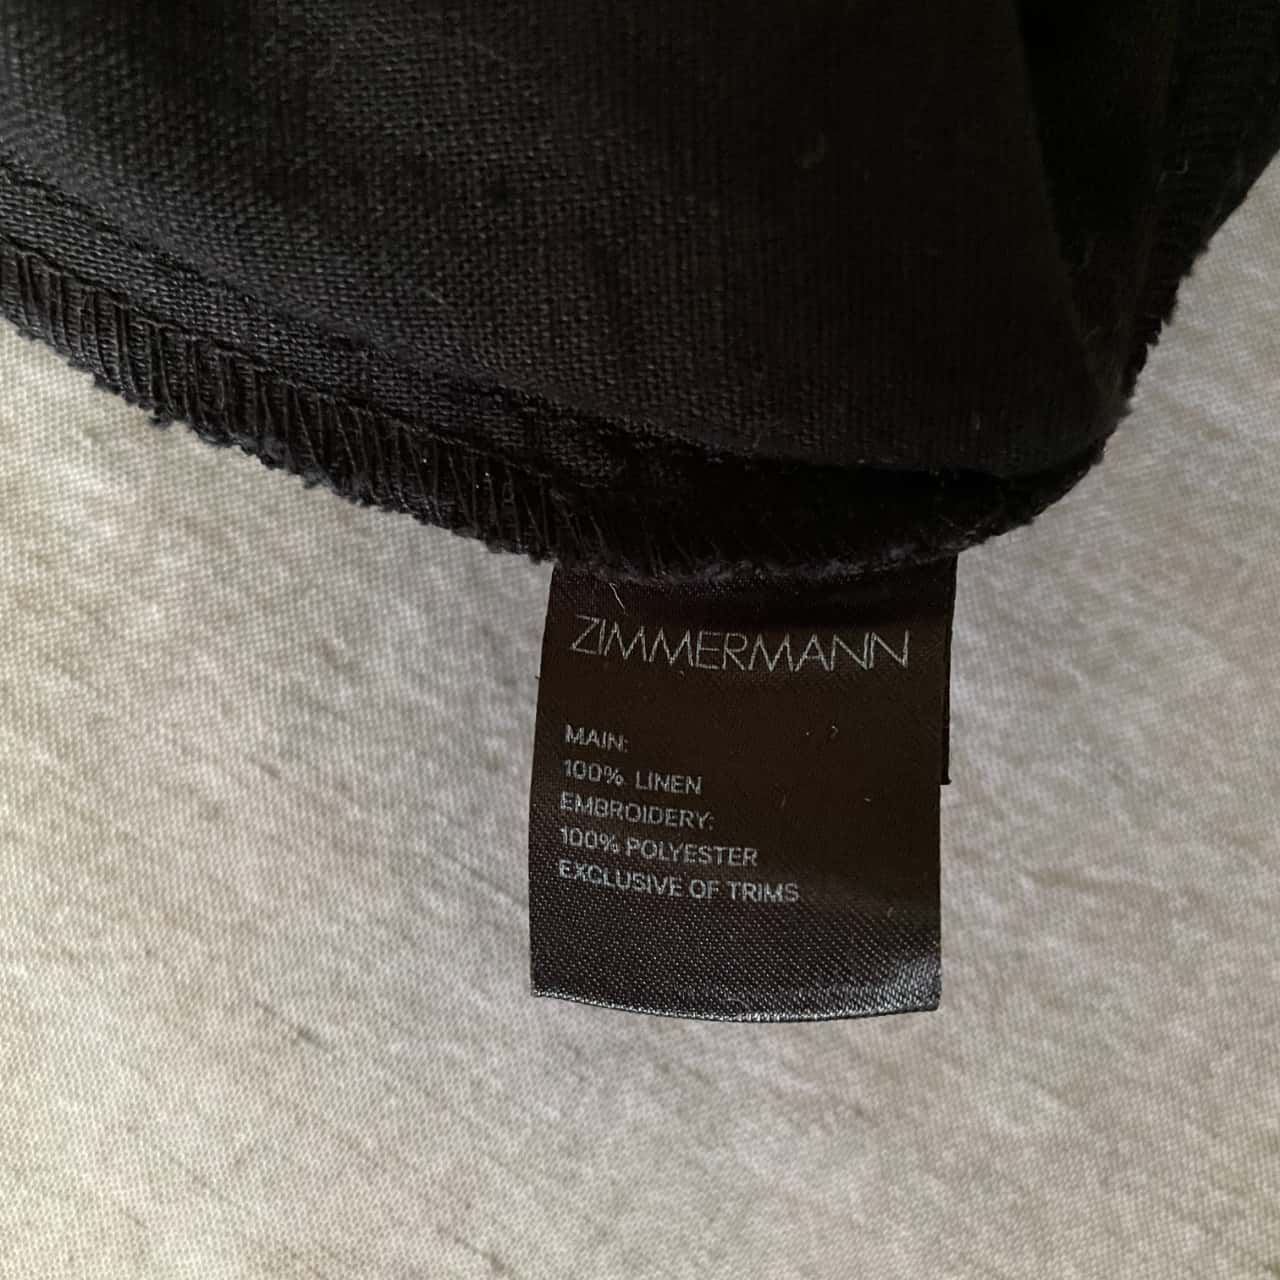 ZIMMERMANN
MAIN:
100% LINEN
EMBROIDERY:
100% POLYESTER
EXCLUSIVE OF TRIMS